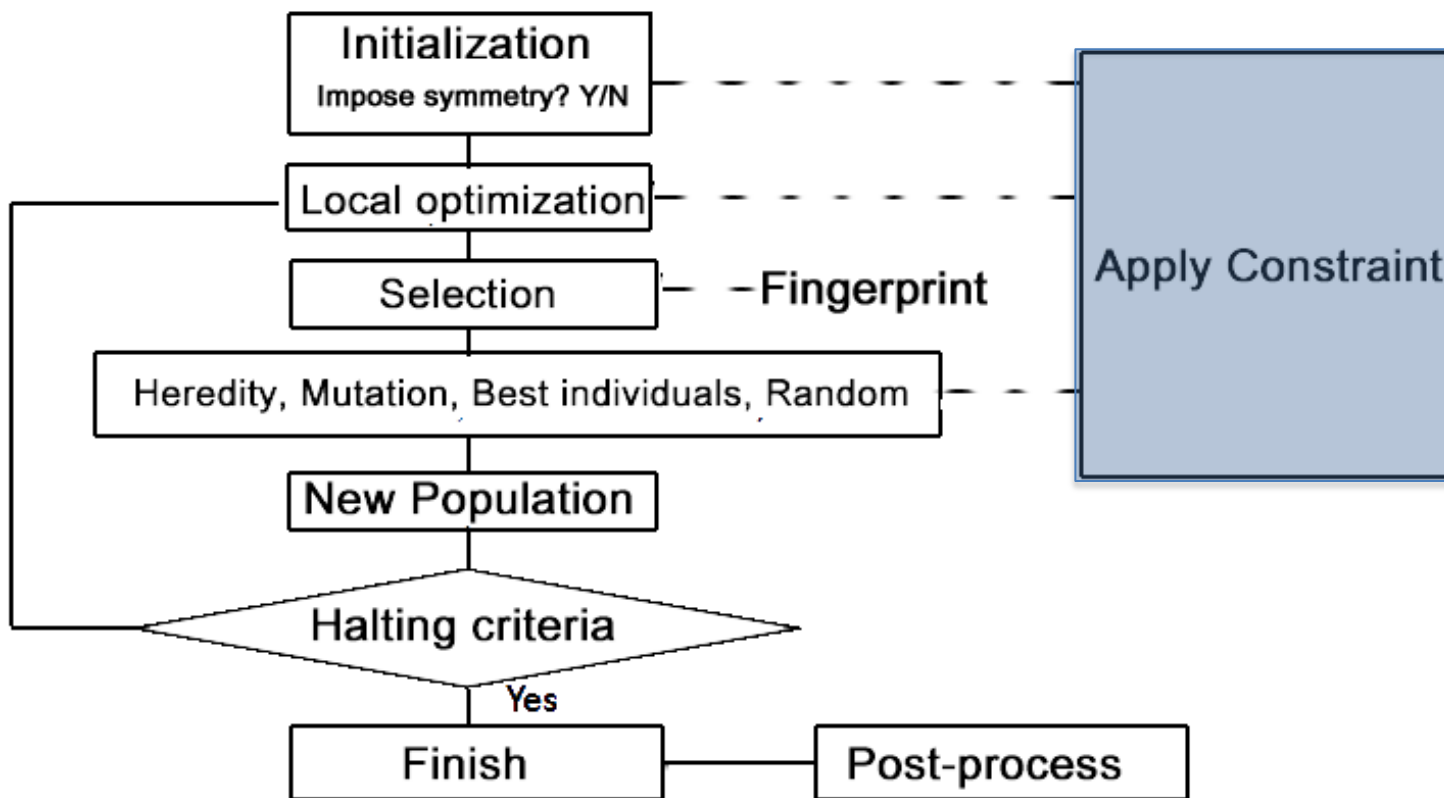 Initialization
Impose symmetry? Y/N
Local optimization
Selection
Fingerprint
Apply Constraint
Heredity, Mutation, Best individuals, Random
New Population
Halting criteria
Yes
Finish
Post-process